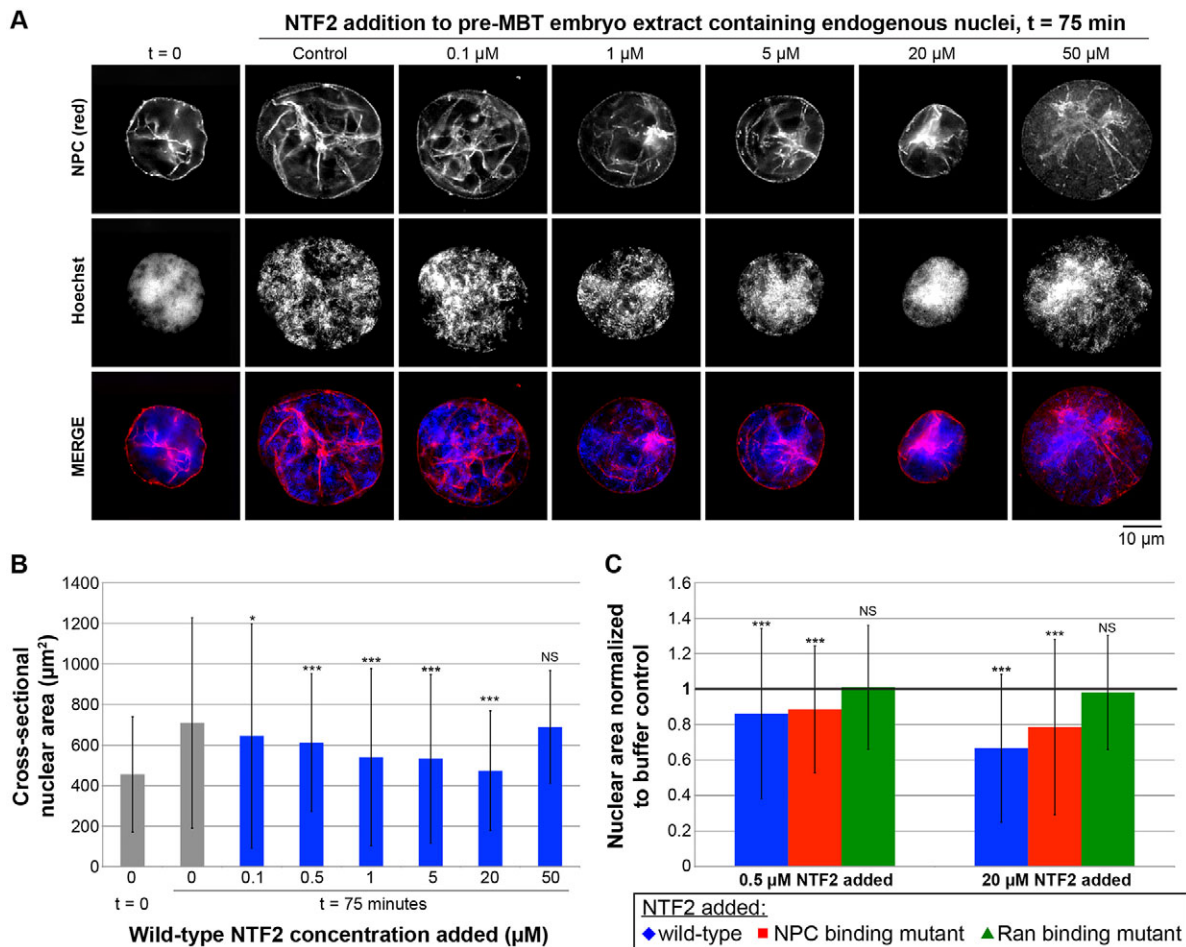 A
NTF2 addition to pre-MBT embryo extract containing endogenous nuclei, t = 75 min
t = 0 Control 0.1 µM 1 µM 5 µM 20 µM 50 µM
NPC (red)
Hoechst
MERGE
10 µm
B
Cross-sectional
nuclear area (µm²)
1400
1200
1000
800
600
400
200
0
* *** *** *** *** NS
0 0 0.1 0.5 1 5 20 50
t = 0 t = 75 minutes
Wild-type NTF2 concentration added (µM)
C
Nuclear area normalized
to buffer control
1.6
1.4
1.2
1
0.8
0.6
0.4
0.2
0
*** *** NS *** *** NS
0.5 µM NTF2 added 20 µM NTF2 added
NTF2 added:
wild-type NPC binding mutant Ran binding mutant